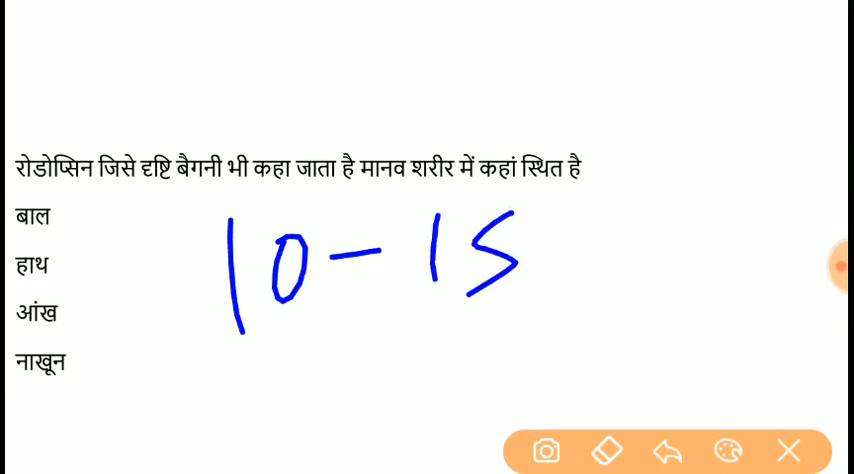 रोडोप्सिन जिसे दृष्टि बैगनी भी कहा जाता है मानव शरीर में कहां स्थित है
बाल
हाथ
आंख
नाखून
10-15